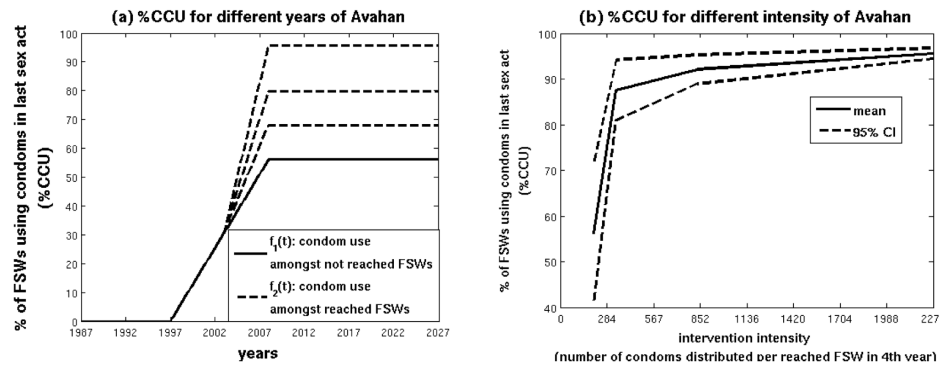 (a) %CCU for different years of Avahan
% of FSWs using condoms in last sex act
(%CCU)
100
90
80
70
60
50
40
30
20
10
0
1987 1992 1997 2002 2007 2012 2017 2022 2027
years
f1(t): condom use
amongst not reached FSWs
f2(t): condom use
amongst reached FSWs
(b) %CCU for different intensity of Avahan
% of FSWs using condoms in last sex act
(%CCU)
100
90
80
70
60
50
40
0 284 567 852 1136 1420 1704 1988 227
mean
95% CI
intervention intensity
(number of condoms distributed per reached FSW in 4th year)